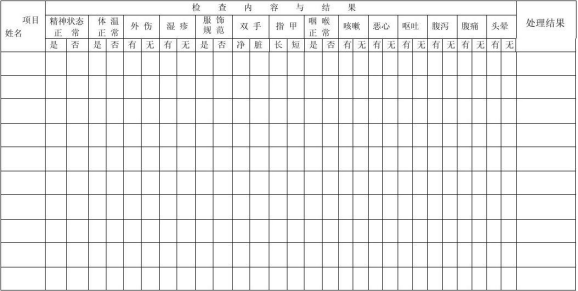 检 查 内 容 与 结 果
项目
姓名
精神状态
正 常
体 温
正 常
外 伤
湿 疹
服 饰
规 范
双 手
指 甲
咽 喉
正 常
咳嗽
恶心
呕吐
腹泻
腹痛
头晕
处理结果
是 否 是 否 有 无 有 无 是 否 净 脏 长 短 是 否 有 无 有 无 有 无 有 无 有 无 有 无